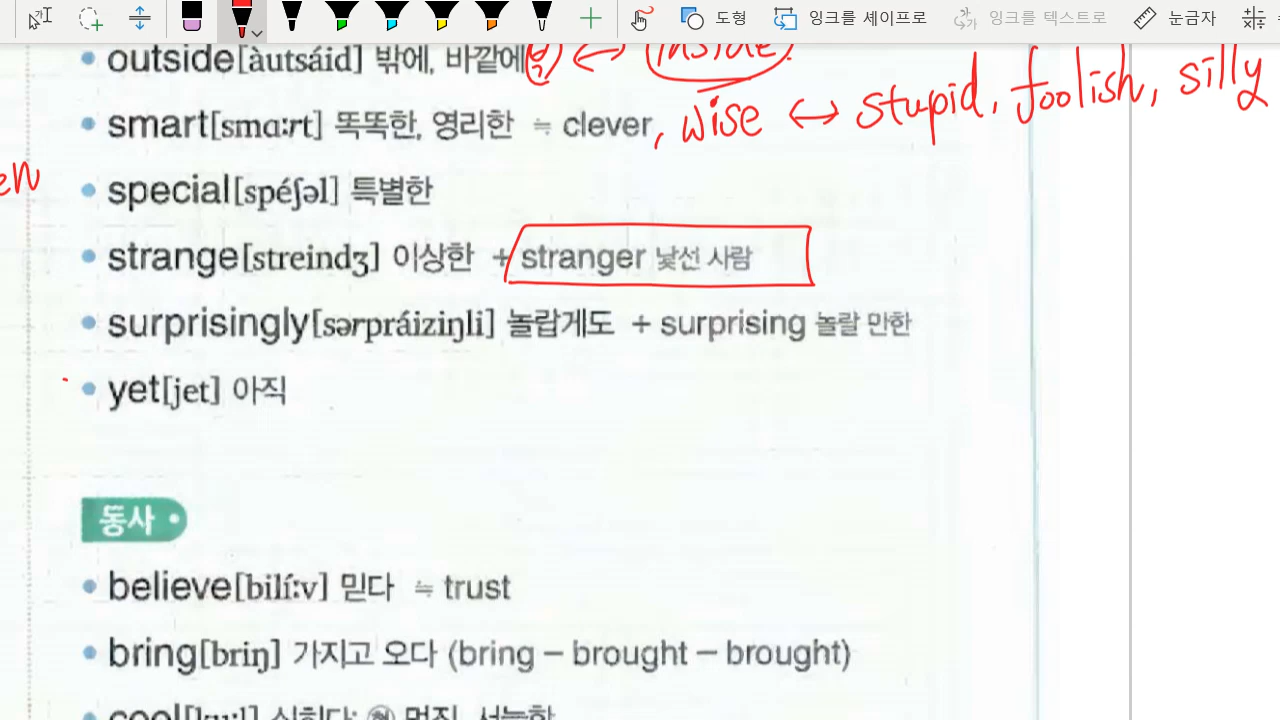 도형 잉크를 셰이프로 잉크를 텍스트로 눈금자
outside[àutsáid] 밖에, 바깥에 ↔ inside.
smart[smɑːrt] 똑똑한, 영리한 ≒ clever, wise ↔ stupid, foolish, silly
special[spéʃəl] 특별한
strange[streindʒ] 이상한 + stranger 낯선 사람
surprisingly[sərpráiziŋli] 놀랍게도 + surprising 놀랄 만한
yet[jet] 아직
동사
believe[bilíːv] 믿다 ≒ trust
bring[briŋ] 가지고 오다 (bring – brought – brought)